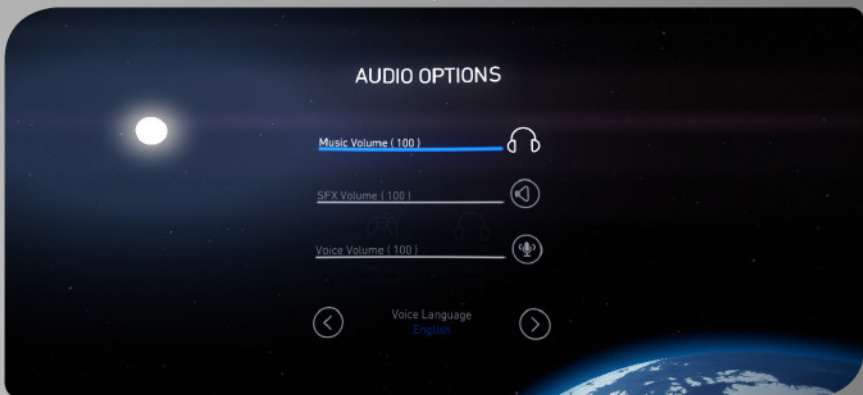 AUDIO OPTIONS
Music Volume ( 100 )
SFX Volume ( 100 )
Voice Volume ( 100 )
Voice Language
English